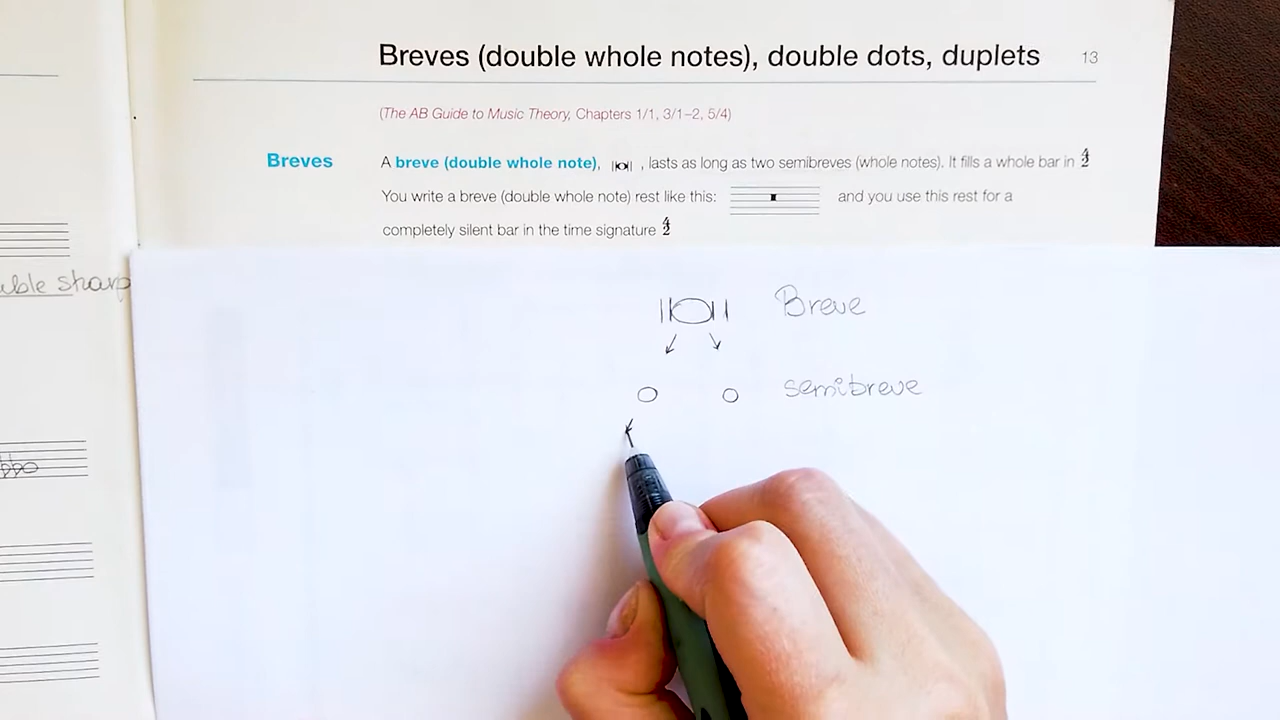 Breves (double whole notes), double dots, duplets 13
(The AB Guide to Music Theory, Chapters 1/1, 3/1–2, 5/4)
Breves A breve (double whole note), , lasts as long as two semibreves (whole notes). It fills a whole bar in 4/2
You write a breve (double whole note) rest like this: and you use this rest for a
completely silent bar in the time signature 4/2
uble sharp
Breve
semibreve